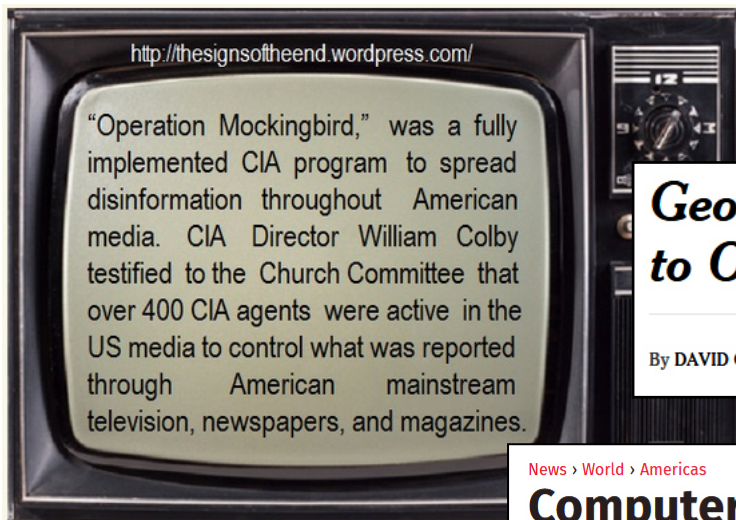 http://thesignsoftheend.wordpress.com/
“Operation Mockingbird,” was a fully
implemented CIA program to spread
disinformation throughout American
media. CIA Director William Colby
testified to the Church Committee that
over 400 CIA agents were active in the
US media to control what was reported
through American mainstream
television, newspapers, and magazines.
12
9
3
Geo
to O
By DAVID
News › World › Americas
Computer